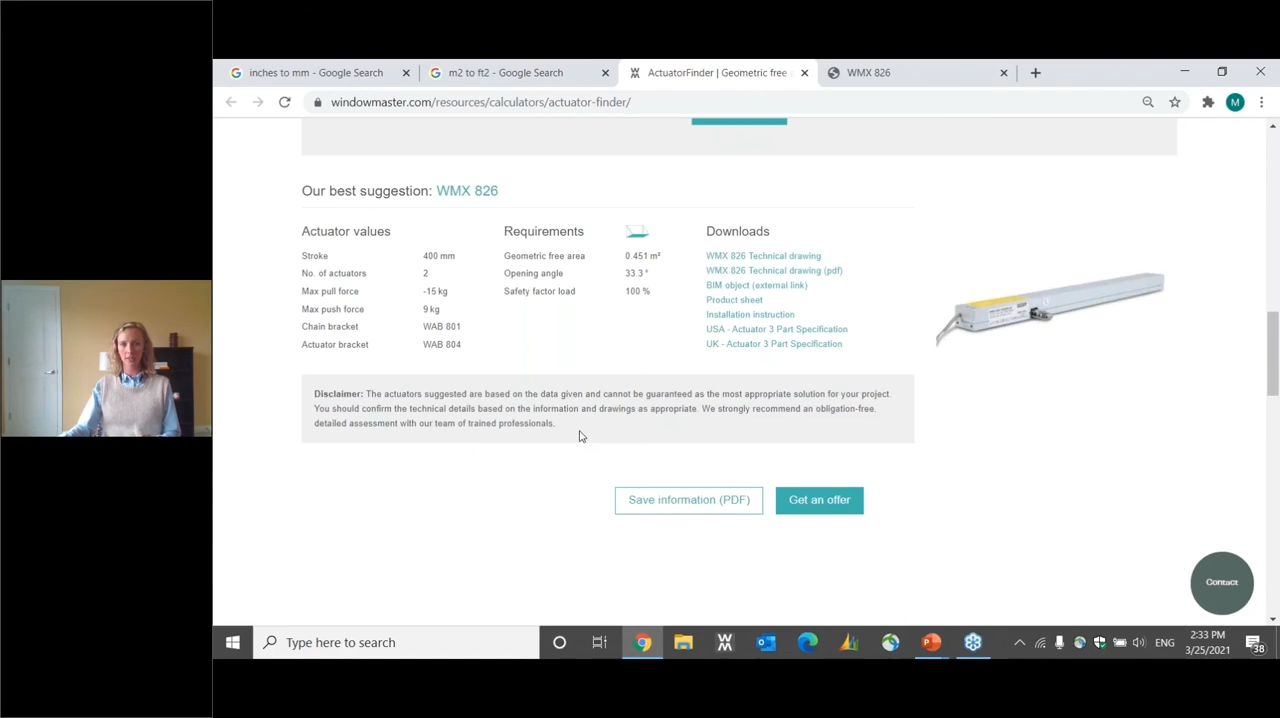 inches to mm - Google Search
m2 to ft2 - Google Search
ActuatorFinder | Geometric free a
WMX 826
windowmaster.com/resources/calculators/actuator-finder/
M
Our best suggestion: WMX 826
Actuator values
Stroke 400 mm
No. of actuators 2
Max pull force -15 kg
Max push force 9 kg
Chain bracket WAB 801
Actuator bracket WAB 804
Requirements
Geometric free area 0.451 m²
Opening angle 33.3 °
Safety factor load 100 %
Downloads
WMX 826 Technical drawing
WMX 826 Technical drawing (pdf)
BIM object (external link)
Product sheet
Installation instruction
USA - Actuator 3 Part Specification
UK - Actuator 3 Part Specification
Disclaimer: The actuators suggested are based on the data given and cannot be guaranteed as the most appropriate solution for your project.
You should confirm the technical details based on the information and drawings as appropriate. We strongly recommend an obligation-free,
detailed assessment with our team of trained professionals.
Save information (PDF)
Get an offer
Contact
Type here to search
ENG
2:33 PM
3/25/2021
38